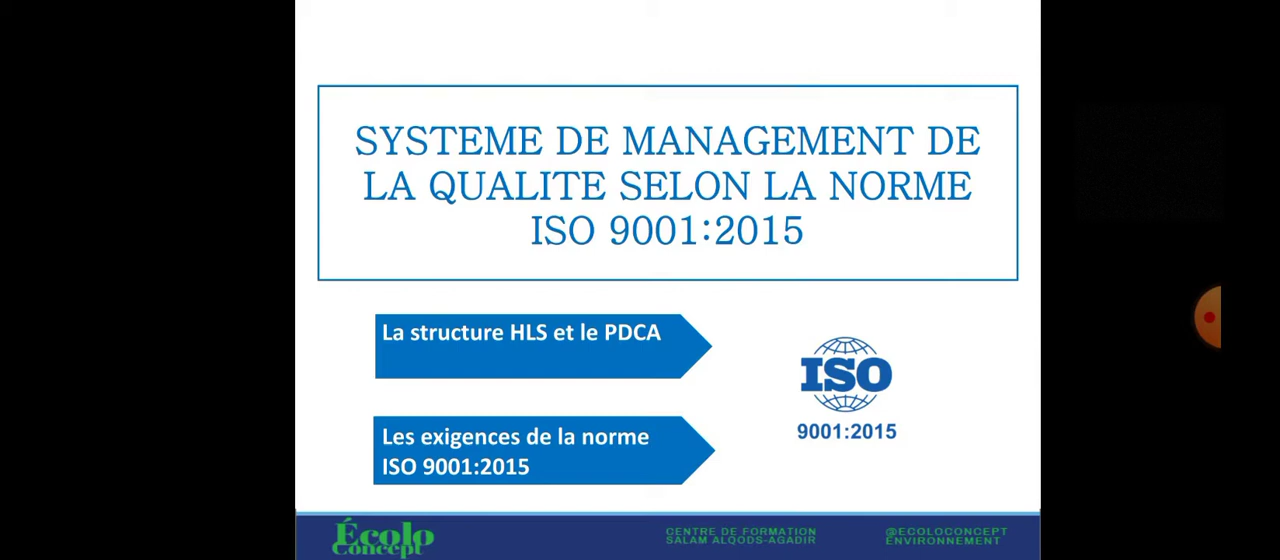 SYSTEME DE MANAGEMENT DE
LA QUALITE SELON LA NORME
ISO 9001:2015
La structure HLS et le PDCA
Les exigences de la norme
ISO 9001:2015
ISO
9001:2015
Écolo
Concept
CENTRE DE FORMATION
SALAM ALQODS-AGADIR
@ECOLOCONCEPT
ENVIRONNEMENT